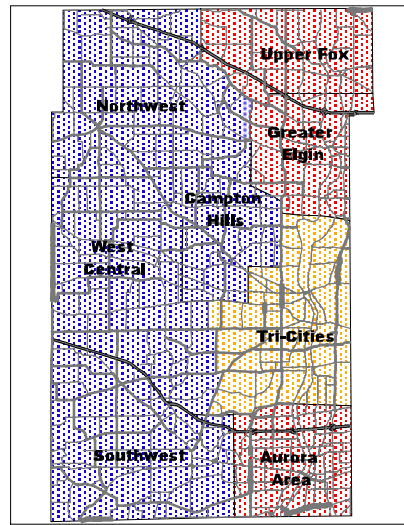 Upper Fox
Northwest
Greater
Elgin
Campton
Hills
West
Central
Tri-Cities
Southwest
Aurora
Area